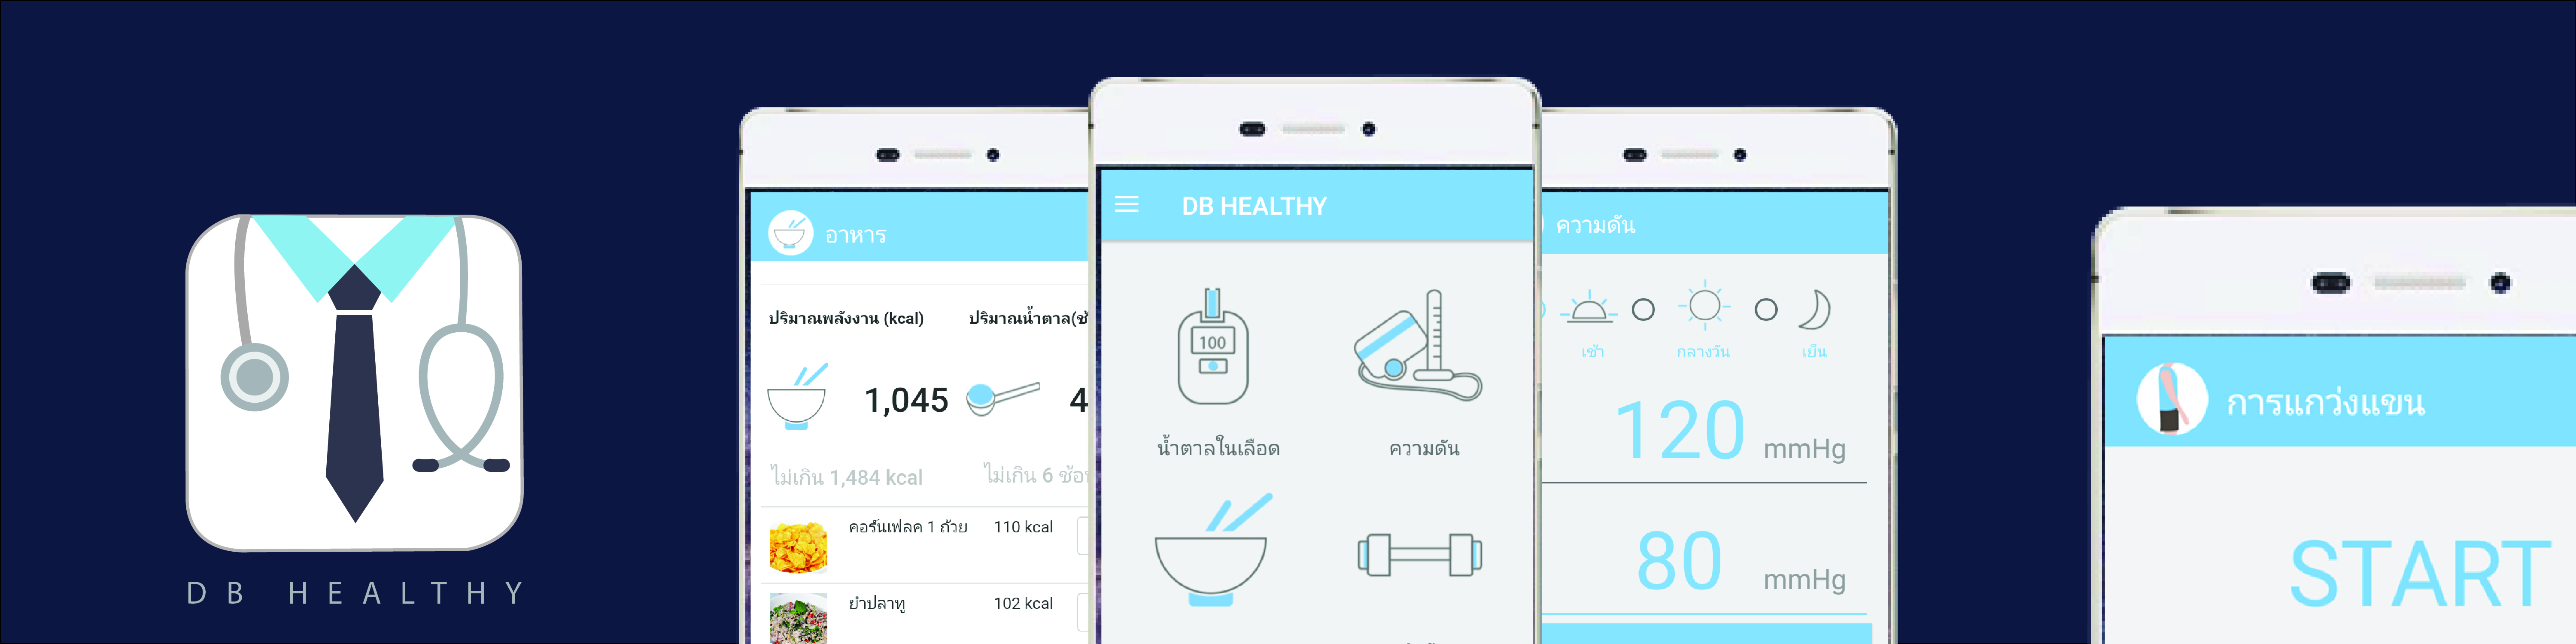 DB HEALTHY
อาหาร
ปริมาณพลังงาน (kcal)
ปริมาณน้ำตาล(ช้
1,045
4
ไม่เกิน 1,484 kcal
ไม่เกิน 6 ช้อน
คอร์นเฟลค 1 ถ้วย 110 kcal
ยำปลาทู 102 kcal
DB HEALTHY
100
น้ำตาลในเลือด
ความดัน
ความดัน
เช้า
กลางวัน
เย็น
120 mmHg
80 mmHg
การแกว่งแขน
START